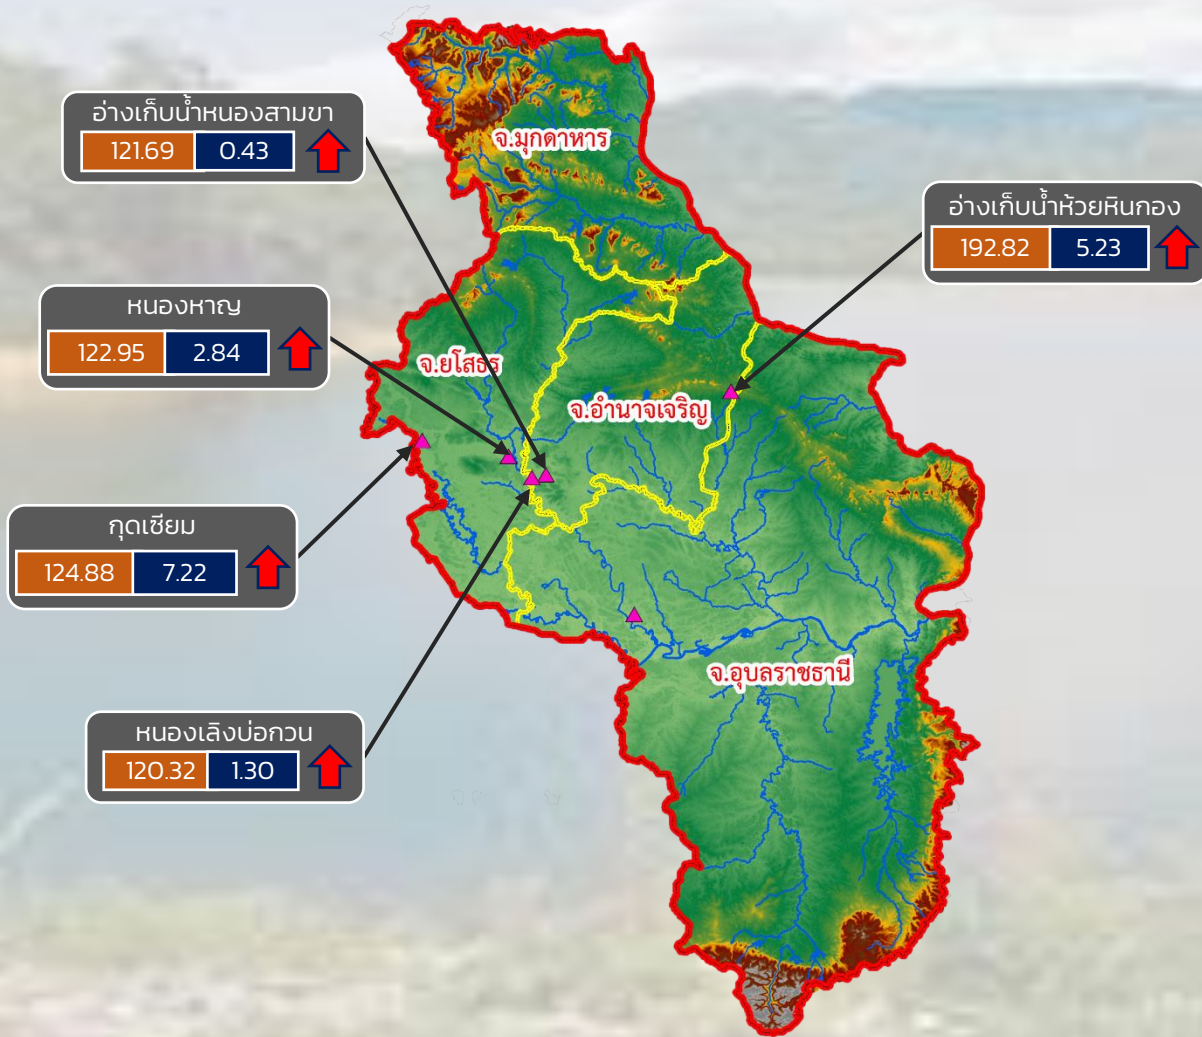 จ.มุกดาหาร
อ่างเก็บน้ำหนองสามขา
121.69 0.43
อ่างเก็บน้ำห้วยหินกอง
192.82 5.23
หนองหาญ
122.95 2.84
จ.ยโสธร
จ.อำนาจเจริญ
กุดเซียม
124.88 7.22
จ.อุบลราชธานี
หนองเลิงบ่อกวน
120.32 1.30